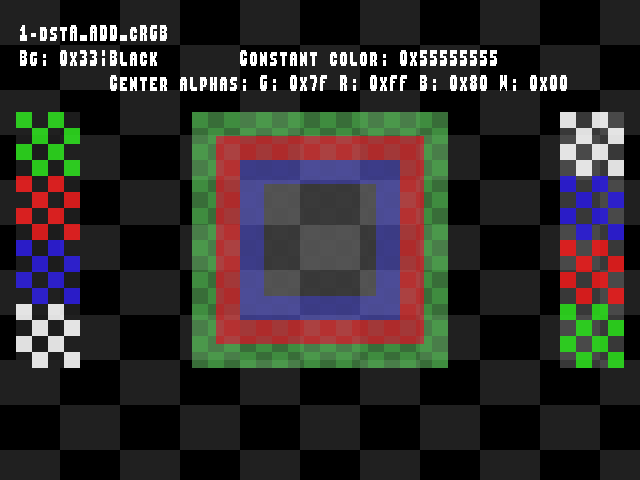 1-dstA_ADD_cRGB
Bg: 0x33¦Black Constant color: 0x55555555
Center alphas: G: 0x7f R: 0xff B: 0x80 W: 0x00